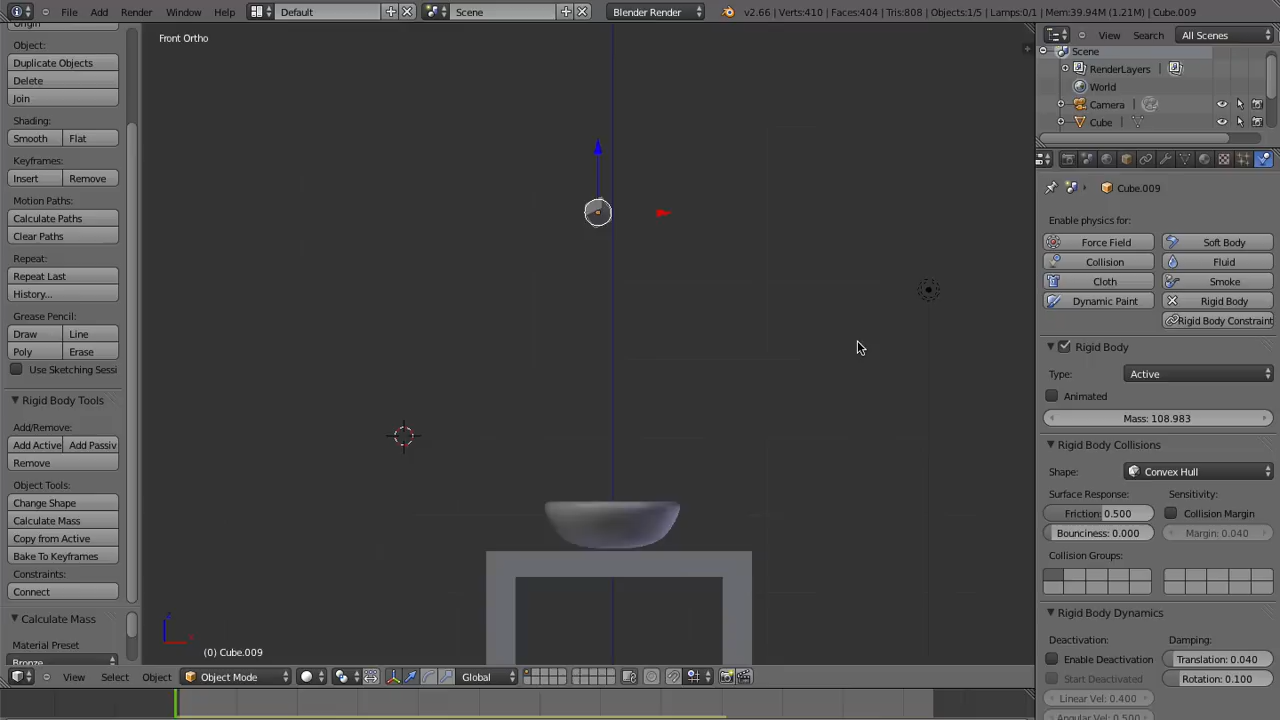 File Add Render Window Help Default Scene Blender Render v2.66 | Verts:410 | Faces:404 | Tris:808 | Objects:1/5 | Lamps:0/1 | Mem:39.94M (1.21M) | Cube.009
Origin
Object:
Duplicate Objects
Delete
Join
Shading:
Smooth Flat
Keyframes:
Insert Remove
Motion Paths:
Calculate Paths
Clear Paths
Repeat:
Repeat Last
History...
Grease Pencil:
Draw Line
Poly Erase
Use Sketching Sessi
Rigid Body Tools
Add/Remove:
Add Active Add Passiv
Remove
Object Tools:
Change Shape
Calculate Mass
Copy from Active
Bake To Keyframes
Constraints:
Connect
Calculate Mass
Material Preset
Bronze
Front Ortho
z
x
(0) Cube.009
View Select Object Object Mode Global
View Search All Scenes
Scene
RenderLayers
World
Camera
Cube
Cube.009
Enable physics for:
Force Field Soft Body
Collision Fluid
Cloth Smoke
Dynamic Paint Rigid Body
Rigid Body Constraint
Rigid Body
Type: Active
Animated
Mass: 108.983
Rigid Body Collisions
Shape: Convex Hull
Surface Response: Sensitivity:
Friction: 0.500 Collision Margin
Bounciness: 0.000 Margin: 0.040
Collision Groups:
Rigid Body Dynamics
Deactivation: Damping:
Enable Deactivation Translation: 0.040
Start Deactivated Rotation: 0.100
Linear Vel: 0.400
Angular Vel: 0.500